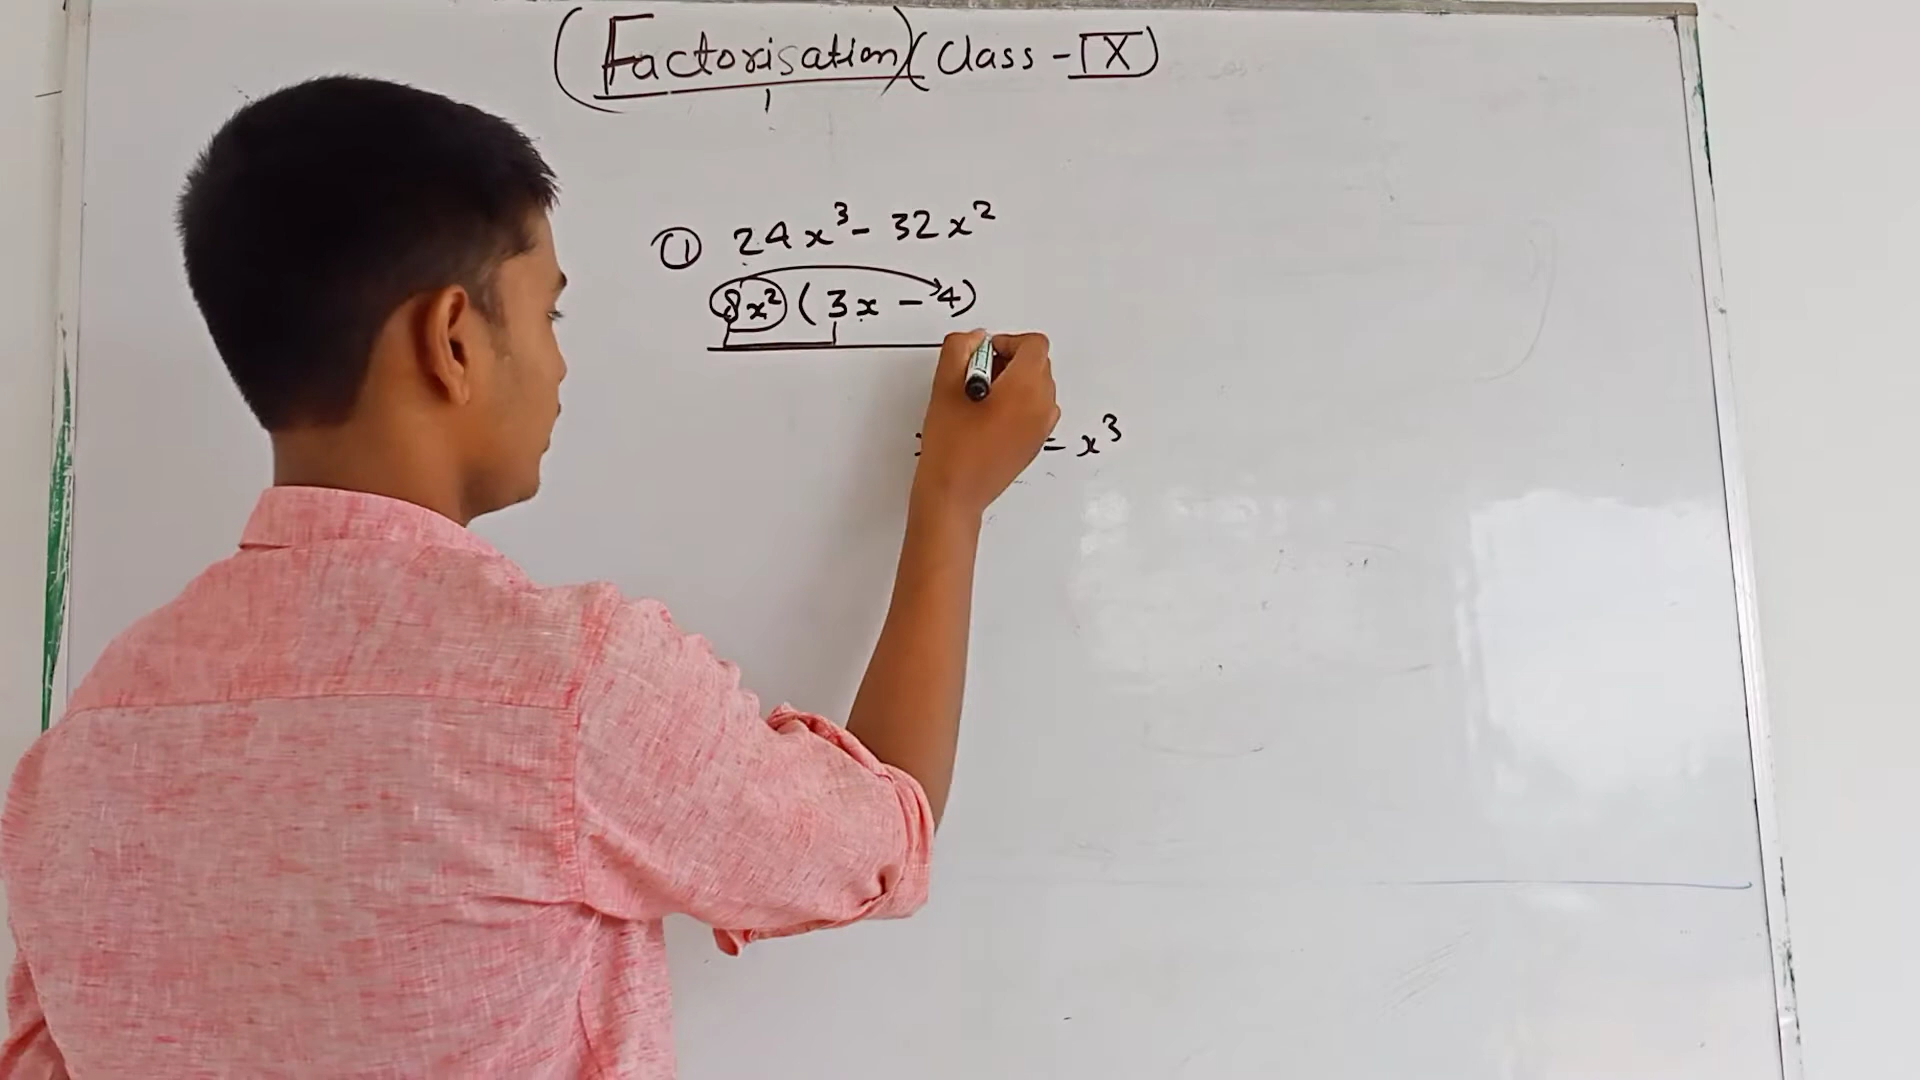 (Factorisation)(Class-IX)
① 24x³ - 32x²
8x² (3x - 4)
= x³